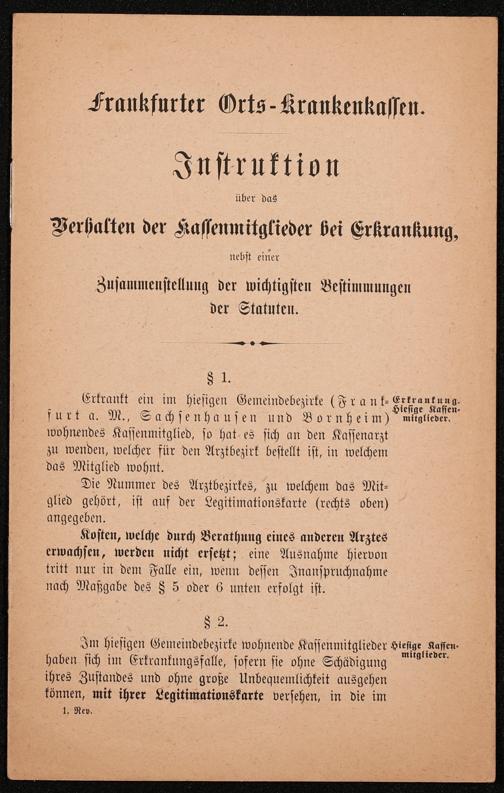 Frankfurter Orts-Krankenkassen.
Instruktion
über das
Verhalten der Kassenmitglieder bei Erkrankung,
nebst einer
Zusammenstellung der wichtigsten Bestimmungen
der Statuten.
§ 1.
Erkrankt ein im hiesigen Gemeindebezirke (Frank-
furt a. M., Sachsenhausen und Bornheim)
wohnendes Kassenmitglied, so hat es sich an den Kassenarzt
zu wenden, welcher für den Arztbezirk bestellt ist, in welchem
das Mitglied wohnt.
Erkrankung.
Hiesige Kassen-
mitglieder.
Die Nummer des Arztbezirkes, zu welchem das Mit-
glied gehört, ist auf der Legitimationskarte (rechts oben)
angegeben.
Kosten, welche durch Berathung eines anderen Arztes
erwachsen, werden nicht ersetzt; eine Ausnahme hiervon
tritt nur in dem Falle ein, wenn dessen Inanspruchnahme
nach Maßgabe des § 5 oder 6 unten erfolgt ist.
§ 2.
Im hiesigen Gemeindebezirke wohnende Kassenmitglieder
haben sich im Erkrankungsfalle, sofern sie ohne Schädigung
ihres Zustandes und ohne große Unbequemlichkeit ausgehen
können, mit ihrer Legitimationskarte versehen, in die im
Hiesige Kassen-
mitglieder.
1. Rev.